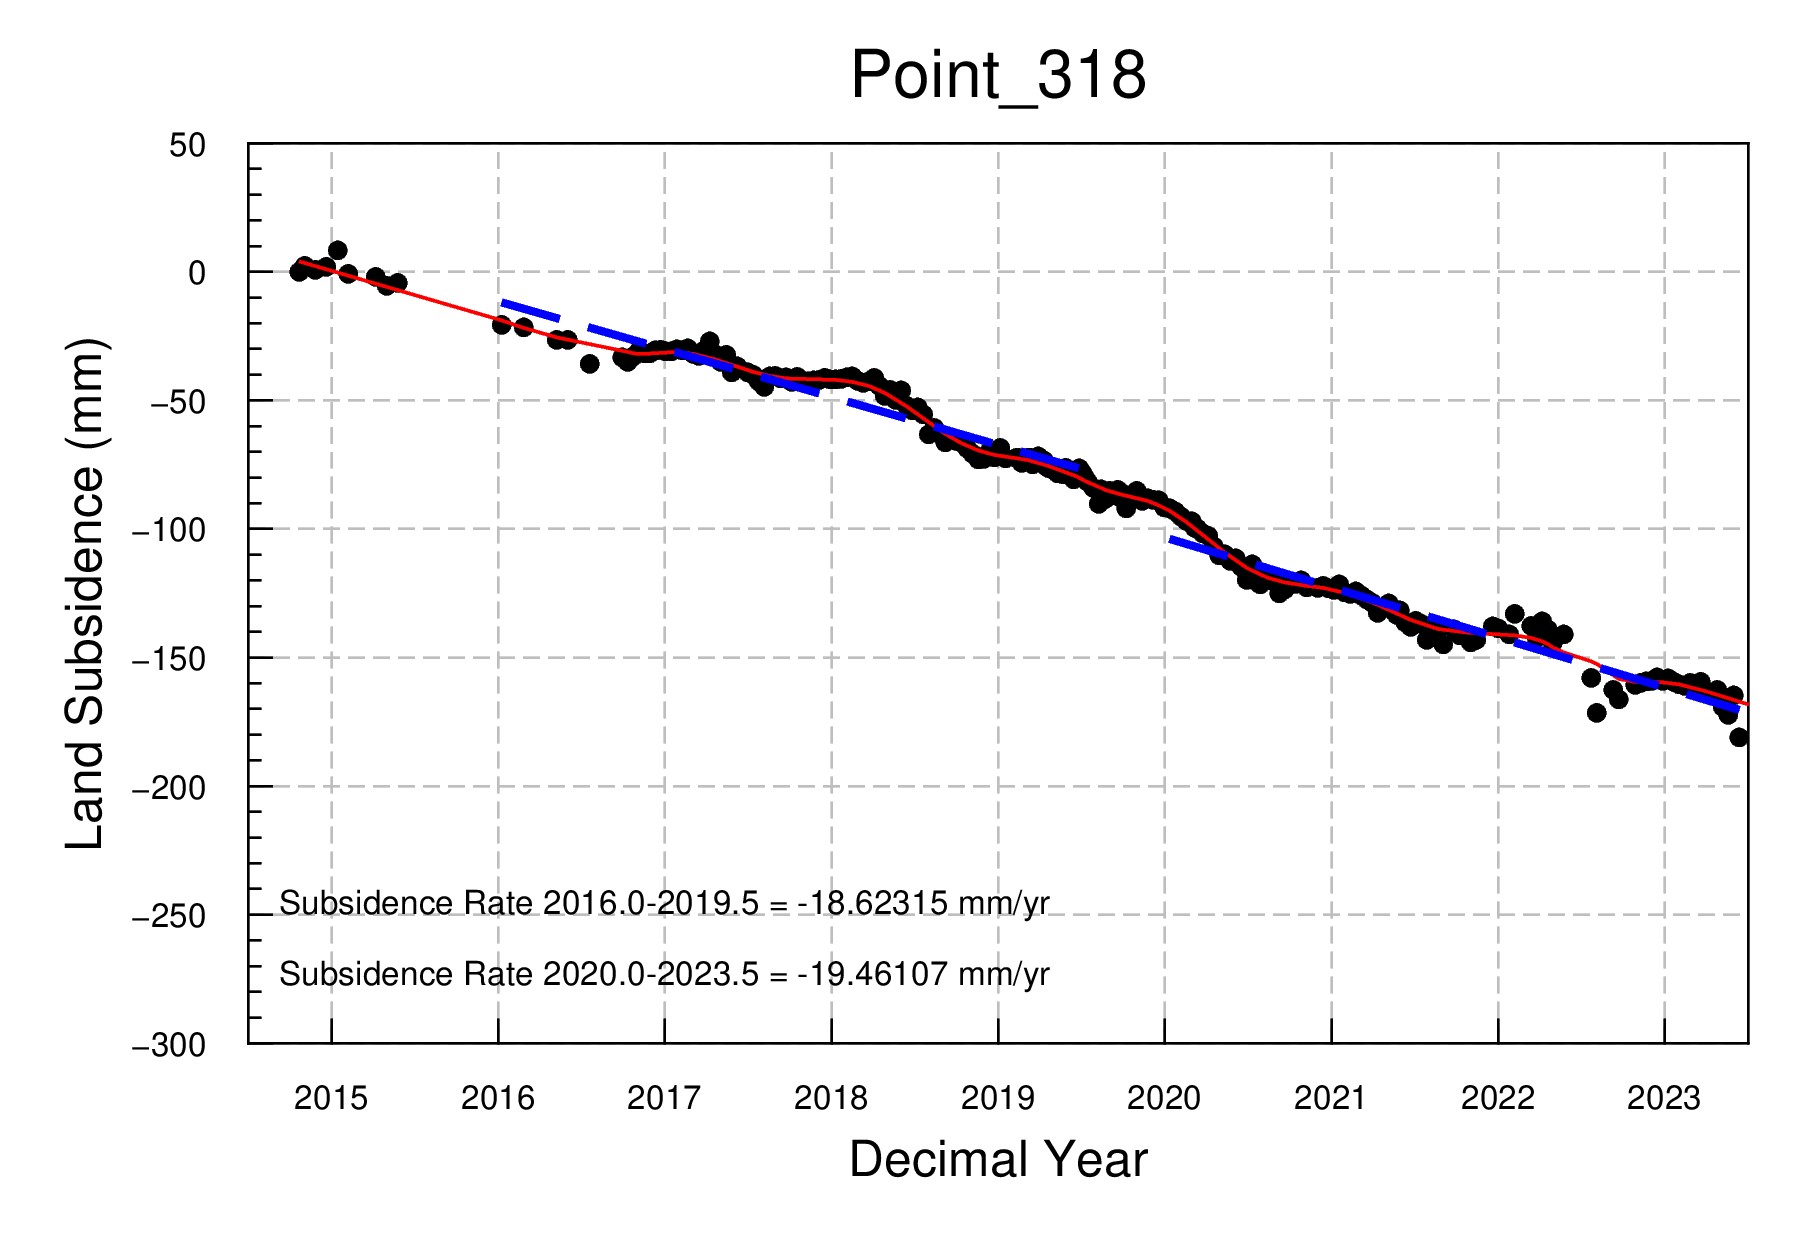 Point_318
50
0
−50
−100
−150
−200
−250
−300
Land Subsidence (mm)
Subsidence Rate 2016.0-2019.5 = -18.62315 mm/yr
Subsidence Rate 2020.0-2023.5 = -19.46107 mm/yr
2015 2016 2017 2018 2019 2020 2021 2022 2023
Decimal Year